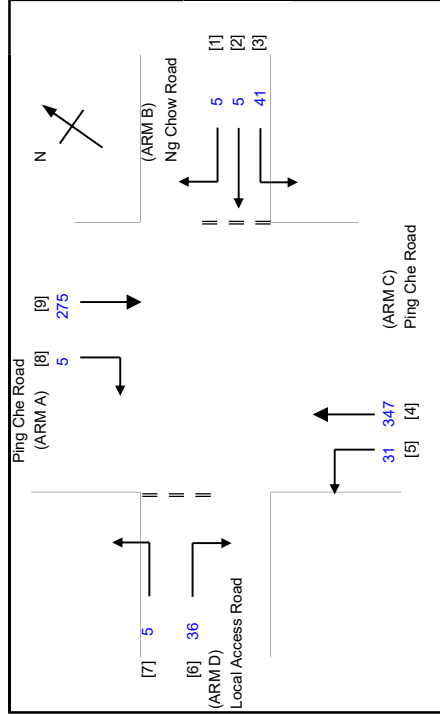 N
Ping Che Road
(ARM A)
[8]
[9]
5
275
(ARM B)
Ng Chow Road
[1]
[2]
[3]
5
5
41
[7]
5
[6]
36
(ARM D)
Local Access Road
31
347
[5]
[4]
(ARM C)
Ping Che Road